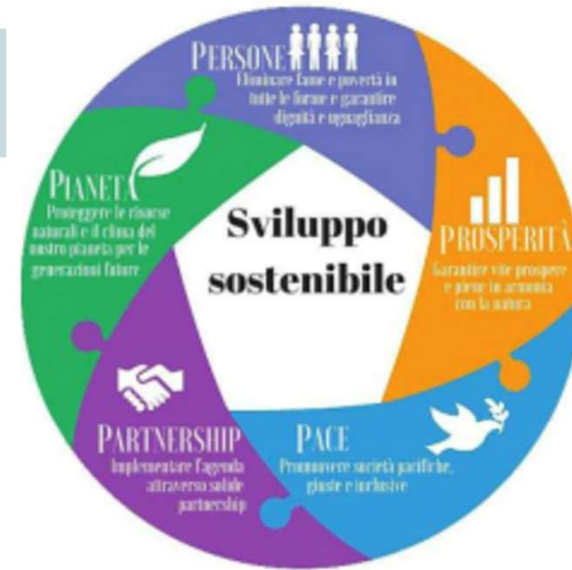 PERSONE
Eliminare fame e povertà in
tutte le forme e garantire
dignità e uguaglianza
PIANETA
Proteggere le risorse
naturali e il clima del
nostro pianeta per le
generazioni future
Sviluppo
sostenibile
PROSPERITÀ
Garantire vite prospere
e piene in armonia
con la natura
PARTNERSHIP
Implementare l'agenda
attraverso solide
partnership
PACE
Promuovere società pacifiche,
giuste e inclusive